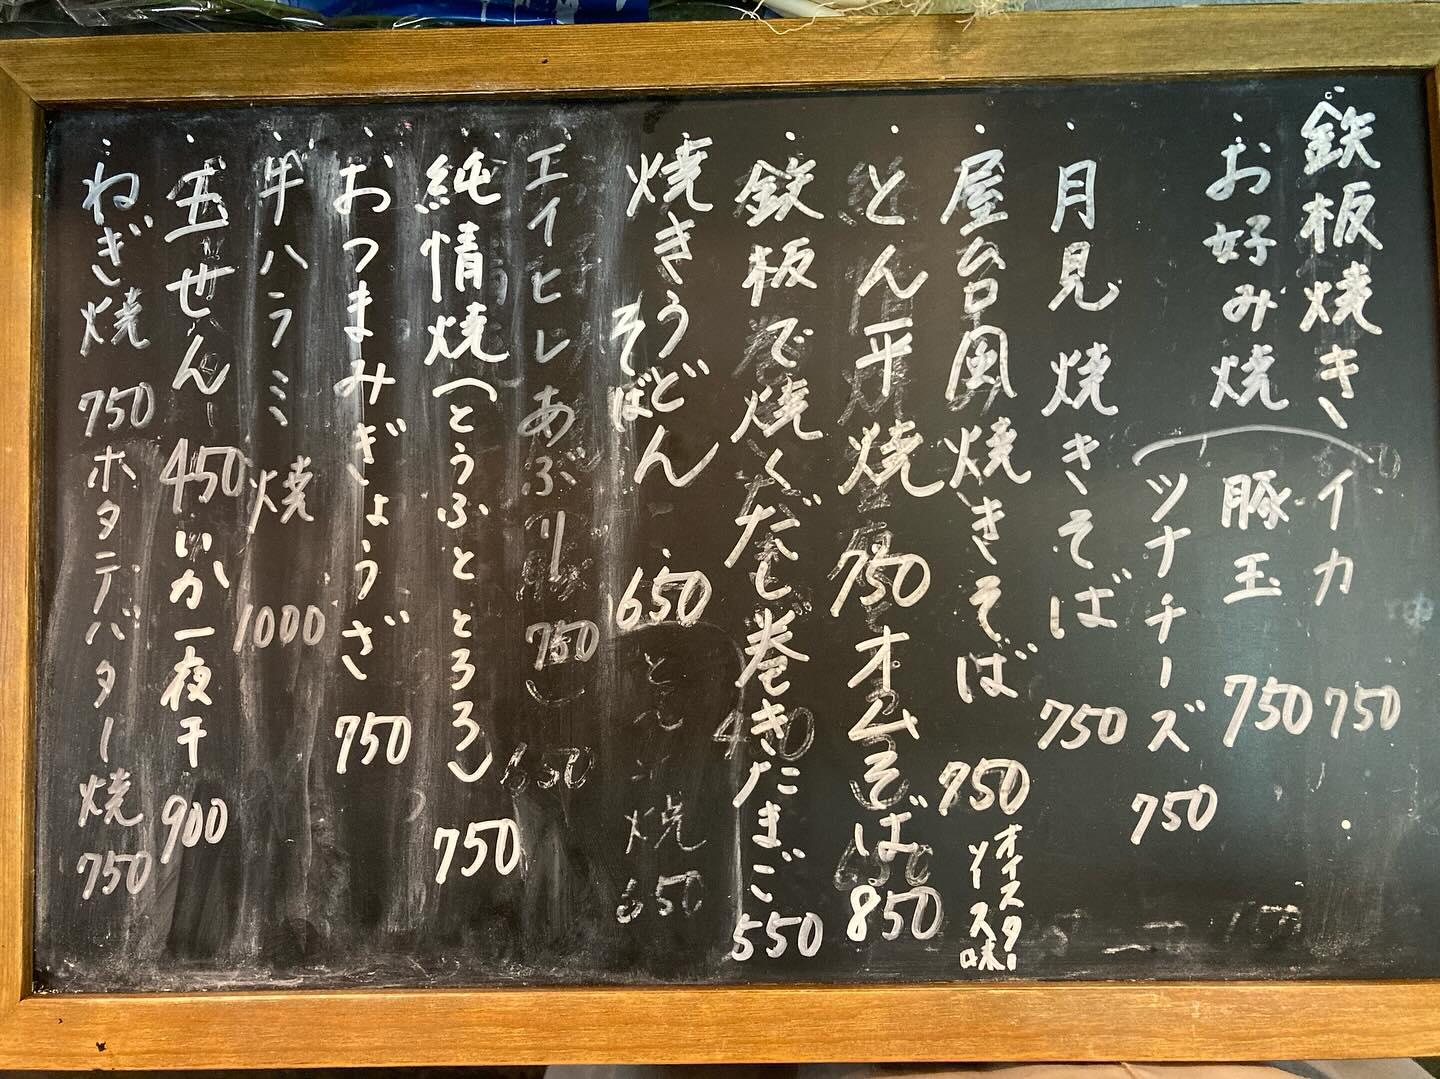 鉄板焼き、イカ 750
お好み焼 豚玉 750
ツナチーズ 750
月見焼きそば 750
屋台風焼きそば 750
オイスター
ソース味
とん平焼 750 オムそば 850
鉄板で焼くだし巻きたまご 550
焼きうどん 650
そば
エイヒレあぶり 750
純情焼(とうふととろろ) 750
おつまみぎょうざ 750
牛ハラミ焼 1000
玉せん 450 いか一夜干 900
ねぎ焼 750 ホタテバター焼 750